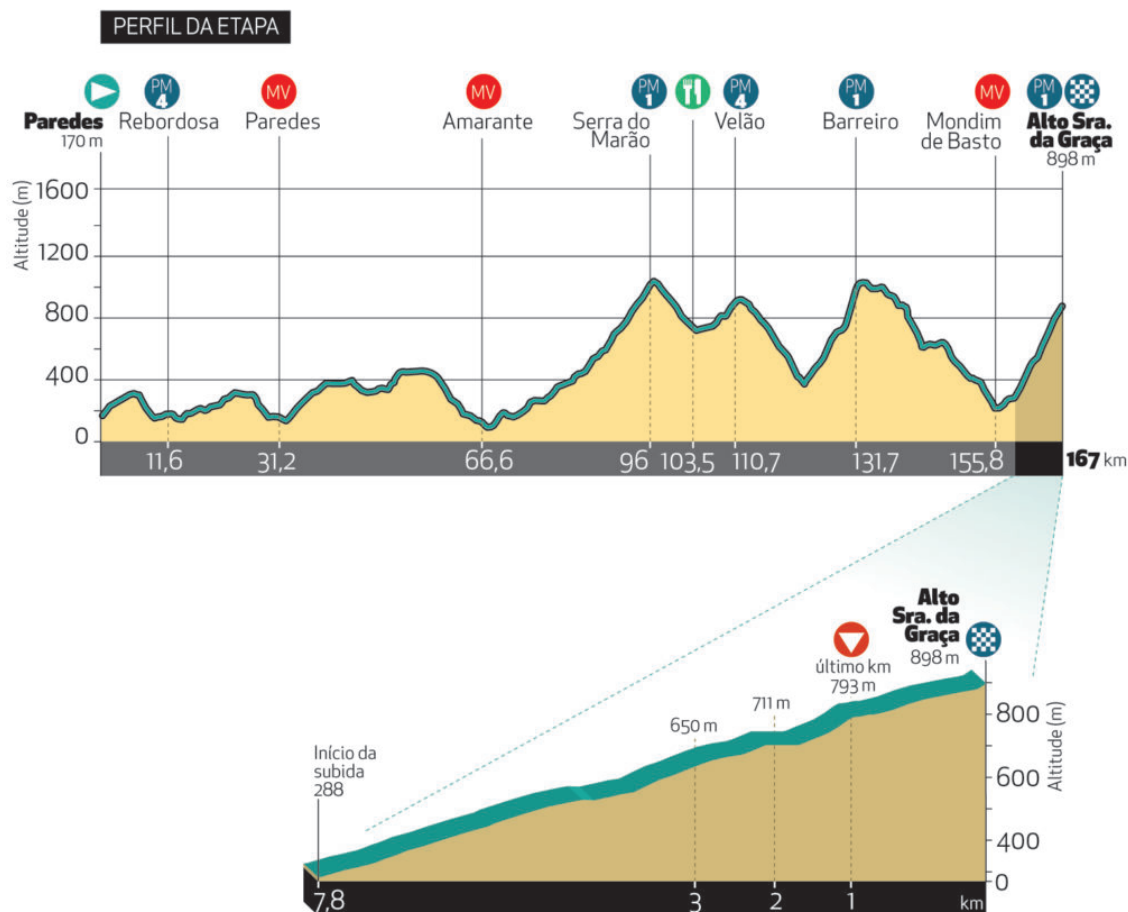 PERFIL DA ETAPA
PM 4
MV
MV
PM 1
PM 4
PM 1
MV
PM 1
Paredes
170 m
Rebordosa
Paredes
Amarante
Serra do
Marão
Velão
Barreiro
Mondim
de Basto
Alto Sra.
da Graça
898 m
Altitude (m)
1600
1200
800
400
0
11,6
31,2
66,6
96
103,5
110,7
131,7
155,8
167 km
Alto
Sra. da
Graça
898 m
último km
793 m
711 m
650 m
Início da
subida
288
800
600
400
0
Altitude (m)
7,8
3
2
1
km